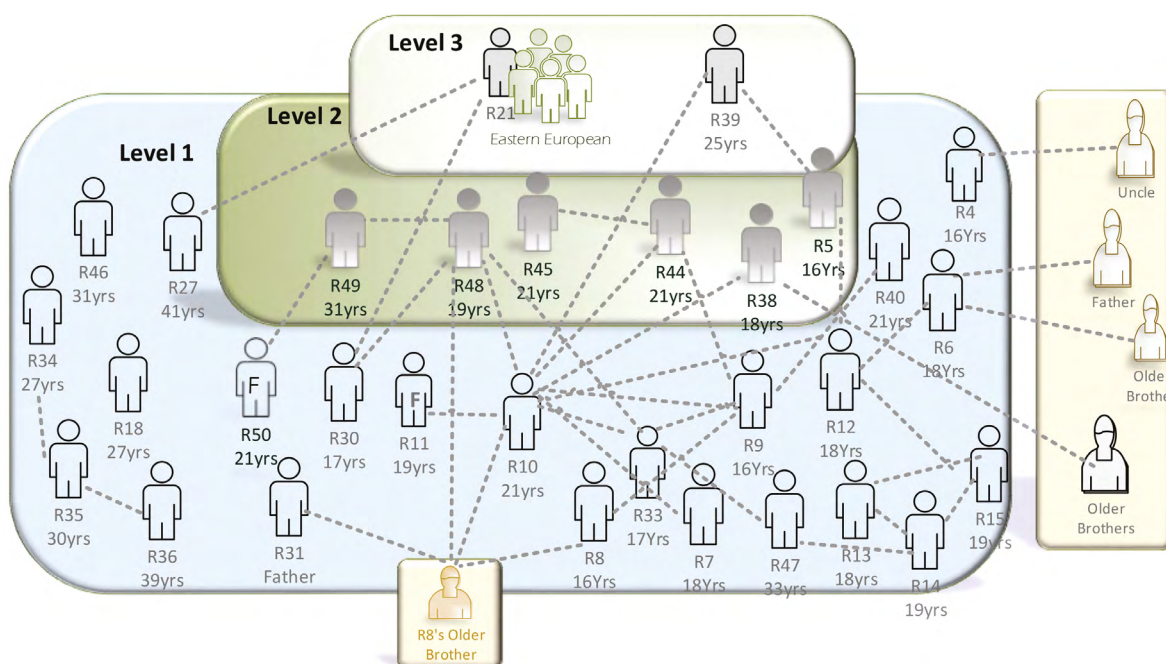 Level 3
R21
Eastern European
R39
25yrs
Level 2
Level 1
R46
31yrs
R27
41yrs
R49
31yrs
R48
19yrs
R45
21yrs
R44
21yrs
R38
18yrs
R5
16Yrs
R4
16Yrs
R40
21yrs
R6
18Yrs
R34
27yrs
R18
27yrs
F
R50
21yrs
R30
17yrs
F
R11
19yrs
R10
21yrs
R9
16Yrs
R12
18Yrs
R35
30yrs
R36
39yrs
R31
Father
R8
16Yrs
R33
17Yrs
R7
18Yrs
R47
33yrs
R13
18yrs
R14
19yrs
R15
19yrs
R8's Older
Brother
Uncle
Father
Older
Brothe
Older
Brothers